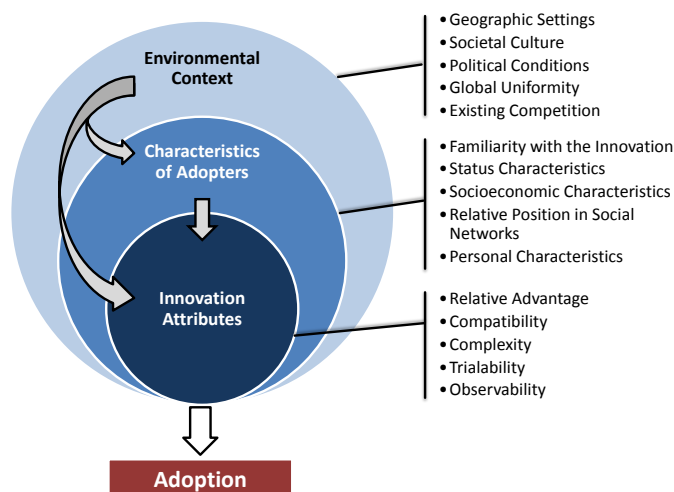 Environmental
Context
Characteristics
of Adopters
Innovation
Attributes
Adoption
• Geographic Settings
• Societal Culture
• Political Conditions
• Global Uniformity
• Existing Competition
• Familiarity with the Innovation
• Status Characteristics
• Socioeconomic Characteristics
• Relative Position in Social
Networks
• Personal Characteristics
• Relative Advantage
• Compatibility
• Complexity
• Trialability
• Observability